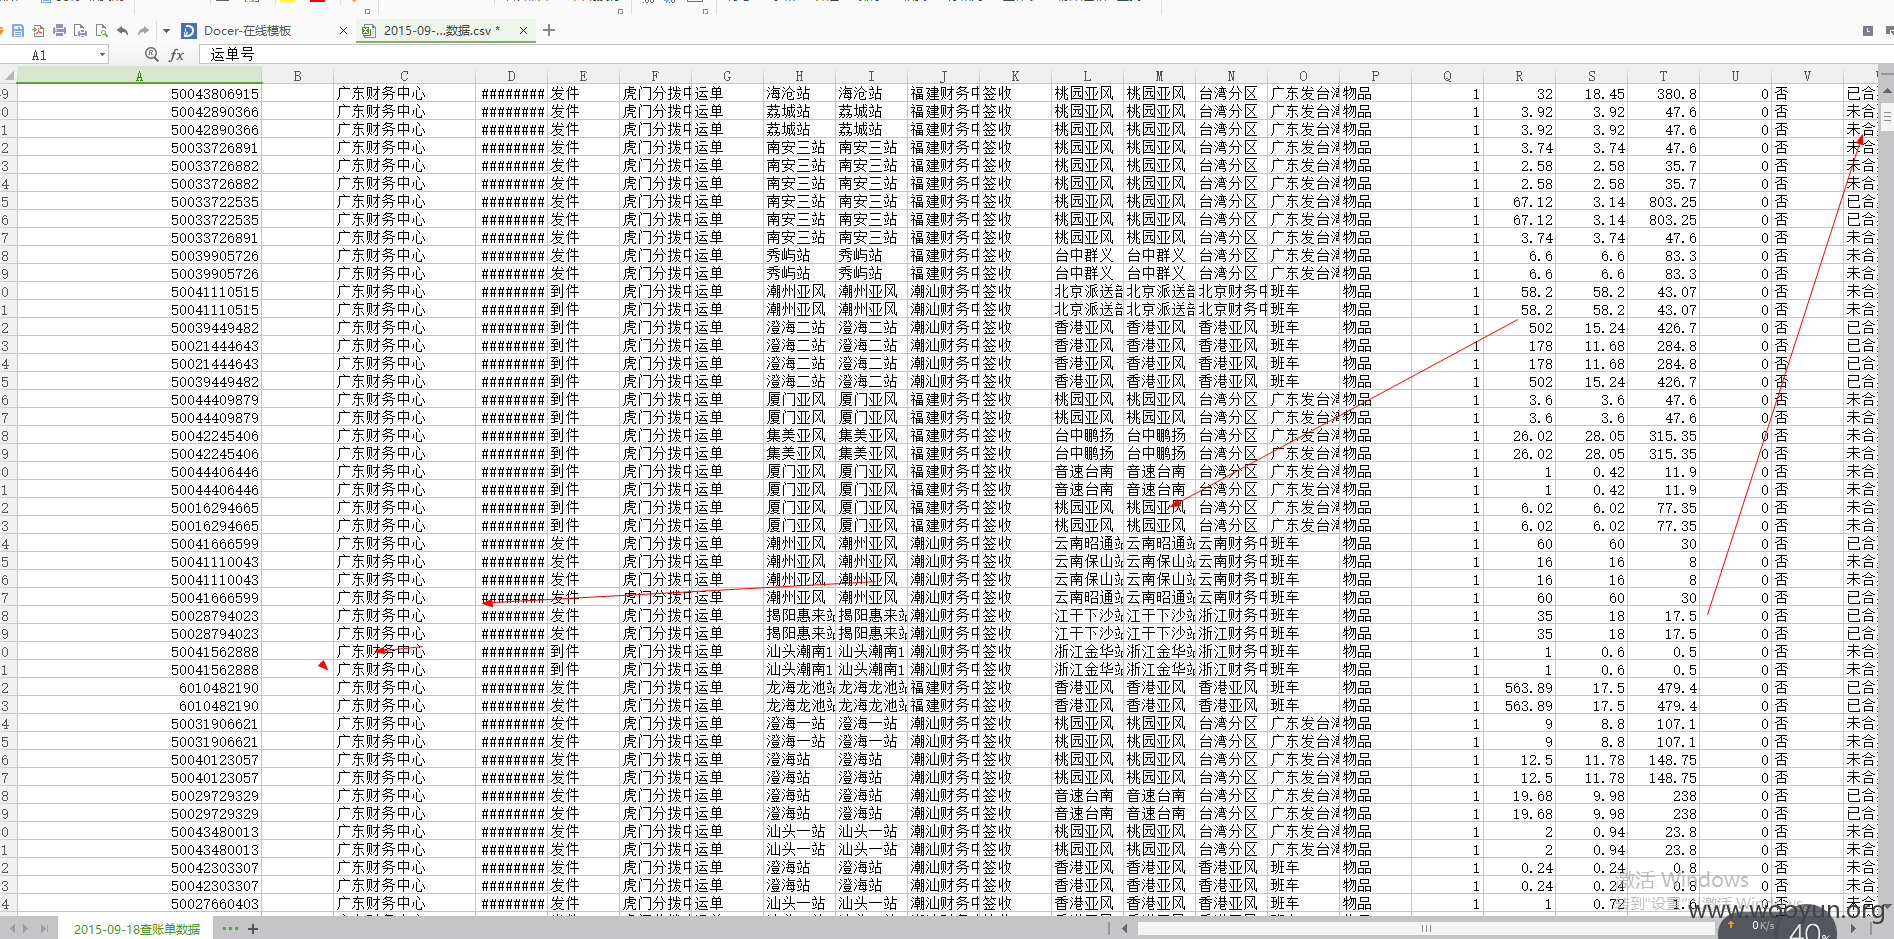 Docer-在线模板
2015-09-...数据.csv *
A1 fx 运单号
A B C D E F G H I J K L M N O P Q R S T U V
9 50043806915 广东财务中心 ######## 发件 虎门分拨中 运单 海沧站 海沧站 福建财务中 签收 桃园亚风 桃园亚风 台湾分区 广东发台湾 物品 1 32 18.45 380.8 0 否 已合
0 50042890366 广东财务中心 ######## 发件 虎门分拨中 运单 荔城站 荔城站 福建财务中 签收 桃园亚风 桃园亚风 台湾分区 广东发台湾 物品 1 3.92 3.92 47.6 0 否 未合
1 50042890366 广东财务中心 ######## 发件 虎门分拨中 运单 荔城站 荔城站 福建财务中 签收 桃园亚风 桃园亚风 台湾分区 广东发台湾 物品 1 3.92 3.92 47.6 0 否 未合
2 50033726891 广东财务中心 ######## 发件 虎门分拨中 运单 南安三站 南安三站 福建财务中 签收 桃园亚风 桃园亚风 台湾分区 广东发台湾 物品 1 3.74 3.74 47.6 0 否 未合
3 50033726882 广东财务中心 ######## 发件 虎门分拨中 运单 南安三站 南安三站 福建财务中 签收 桃园亚风 桃园亚风 台湾分区 广东发台湾 物品 1 2.58 2.58 35.7 0 否 未合
4 50033726882 广东财务中心 ######## 发件 虎门分拨中 运单 南安三站 南安三站 福建财务中 签收 桃园亚风 桃园亚风 台湾分区 广东发台湾 物品 1 2.58 2.58 35.7 0 否 未合
5 50033722535 广东财务中心 ######## 发件 虎门分拨中 运单 南安三站 南安三站 福建财务中 签收 桃园亚风 桃园亚风 台湾分区 广东发台湾 物品 1 67.12 3.14 803.25 0 否 已合
6 50033722535 广东财务中心 ######## 发件 虎门分拨中 运单 南安三站 南安三站 福建财务中 签收 桃园亚风 桃园亚风 台湾分区 广东发台湾 物品 1 67.12 3.14 803.25 0 否 已合
7 50033726891 广东财务中心 ######## 发件 虎门分拨中 运单 南安三站 南安三站 福建财务中 签收 桃园亚风 桃园亚风 台湾分区 广东发台湾 物品 1 3.74 3.74 47.6 0 否 未合
8 50039905726 广东财务中心 ######## 发件 虎门分拨中 运单 秀屿站 秀屿站 福建财务中 签收 台中群义 台中群义 台湾分区 广东发台湾 物品 1 6.6 6.6 83.3 0 否 未合
9 50039905726 广东财务中心 ######## 发件 虎门分拨中 运单 秀屿站 秀屿站 福建财务中 签收 台中群义 台中群义 台湾分区 广东发台湾 物品 1 6.6 6.6 83.3 0 否 未合
0 50041110515 广东财务中心 ######## 到件 虎门分拨中 运单 潮州亚风 潮州亚风 潮汕财务中 签收 北京派送部 北京派送部 北京财务中 班车 物品 1 58.2 58.2 43.07 0 否 未合
1 50041110515 广东财务中心 ######## 到件 虎门分拨中 运单 潮州亚风 潮州亚风 潮汕财务中 签收 北京派送部 北京派送部 北京财务中 班车 物品 1 58.2 58.2 43.07 0 否 未合
2 50039449482 广东财务中心 ######## 到件 虎门分拨中 运单 澄海二站 澄海二站 潮汕财务中 签收 香港亚风 香港亚风 香港亚风 班车 物品 1 502 15.24 426.7 0 否 已合
3 50021444643 广东财务中心 ######## 到件 虎门分拨中 运单 澄海二站 澄海二站 潮汕财务中 签收 香港亚风 香港亚风 香港亚风 班车 物品 1 178 11.68 284.8 0 否 已合
4 50021444643 广东财务中心 ######## 到件 虎门分拨中 运单 澄海二站 澄海二站 潮汕财务中 签收 香港亚风 香港亚风 香港亚风 班车 物品 1 178 11.68 284.8 0 否 已合
5 50039449482 广东财务中心 ######## 到件 虎门分拨中 运单 澄海二站 澄海二站 潮汕财务中 签收 香港亚风 香港亚风 香港亚风 班车 物品 1 502 15.24 426.7 0 否 已合
6 50044409879 广东财务中心 ######## 到件 虎门分拨中 运单 厦门亚风 厦门亚风 福建财务中 签收 桃园亚风 桃园亚风 台湾分区 广东发台湾 物品 1 3.6 3.6 47.6 0 否 未合
7 50044409879 广东财务中心 ######## 到件 虎门分拨中 运单 厦门亚风 厦门亚风 福建财务中 签收 桃园亚风 桃园亚风 台湾分区 广东发台湾 物品 1 3.6 3.6 47.6 0 否 未合
8 50042245406 广东财务中心 ######## 到件 虎门分拨中 运单 集美亚风 集美亚风 福建财务中 签收 台中鹏扬 台中鹏扬 台湾分区 广东发台湾 物品 1 26.02 28.05 315.35 0 否 未合
9 50042245406 广东财务中心 ######## 到件 虎门分拨中 运单 集美亚风 集美亚风 福建财务中 签收 台中鹏扬 台中鹏扬 台湾分区 广东发台湾 物品 1 26.02 28.05 315.35 0 否 未合
0 50044406446 广东财务中心 ######## 到件 虎门分拨中 运单 厦门亚风 厦门亚风 福建财务中 签收 音速台南 音速台南 台湾分区 广东发台湾 物品 1 1 0.42 11.9 0 否 未合
1 50044406446 广东财务中心 ######## 到件 虎门分拨中 运单 厦门亚风 厦门亚风 福建财务中 签收 音速台南 音速台南 台湾分区 广东发台湾 物品 1 1 0.42 11.9 0 否 未合
2 50016294665 广东财务中心 ######## 到件 虎门分拨中 运单 厦门亚风 厦门亚风 福建财务中 签收 桃园亚风 桃园亚风 台湾分区 广东发台湾 物品 1 6.02 6.02 77.35 0 否 未合
3 50016294665 广东财务中心 ######## 到件 虎门分拨中 运单 厦门亚风 厦门亚风 福建财务中 签收 桃园亚风 桃园亚风 台湾分区 广东发台湾 物品 1 6.02 6.02 77.35 0 否 未合
4 50041666599 广东财务中心 ######## 发件 虎门分拨中 运单 潮州亚风 潮州亚风 潮汕财务中 签收 云南昭通站 云南昭通站 云南财务中 班车 物品 1 60 60 30 0 否 已合
5 50041110043 广东财务中心 ######## 发件 虎门分拨中 运单 潮州亚风 潮州亚风 潮汕财务中 签收 云南保山站 云南保山站 云南财务中 班车 物品 1 16 16 8 0 否 未合
6 50041110043 广东财务中心 ######## 发件 虎门分拨中 运单 潮州亚风 潮州亚风 潮汕财务中 签收 云南保山站 云南保山站 云南财务中 班车 物品 1 16 16 8 0 否 未合
7 50041666599 广东财务中心 ######## 发件 虎门分拨中 运单 潮州亚风 潮州亚风 潮汕财务中 签收 云南昭通站 云南昭通站 云南财务中 班车 物品 1 60 60 30 0 否 已合
8 50028794023 广东财务中心 ######## 发件 虎门分拨中 运单 揭阳惠来站 揭阳惠来站 潮汕财务中 签收 江干下沙站 江干下沙站 浙江财务中 班车 物品 1 35 18 17.5 0 否 已合
9 50028794023 广东财务中心 ######## 发件 虎门分拨中 运单 揭阳惠来站 揭阳惠来站 潮汕财务中 签收 江干下沙站 江干下沙站 浙江财务中 班车 物品 1 35 18 17.5 0 否 已合
0 50041562888 广东财务中心 ######## 到件 虎门分拨中 运单 汕头潮南1 汕头潮南1 潮汕财务中 签收 浙江金华站 浙江金华站 浙江财务中 班车 物品 1 1 0.6 0.5 0 否 未合
1 50041562888 广东财务中心 ######## 到件 虎门分拨中 运单 汕头潮南1 汕头潮南1 潮汕财务中 签收 浙江金华站 浙江金华站 浙江财务中 班车 物品 1 1 0.6 0.5 0 否 未合
2 6010482190 广东财务中心 ######## 发件 虎门分拨中 运单 龙海龙池站 龙海龙池站 福建财务中 签收 香港亚风 香港亚风 香港亚风 班车 物品 1 563.89 17.5 479.4 0 否 已合
3 6010482190 广东财务中心 ######## 发件 虎门分拨中 运单 龙海龙池站 龙海龙池站 福建财务中 签收 香港亚风 香港亚风 香港亚风 班车 物品 1 563.89 17.5 479.4 0 否 已合
4 50031906621 广东财务中心 ######## 发件 虎门分拨中 运单 澄海一站 澄海一站 潮汕财务中 签收 桃园亚风 桃园亚风 台湾分区 广东发台湾 物品 1 9 8.8 107.1 0 否 未合
5 50031906621 广东财务中心 ######## 发件 虎门分拨中 运单 澄海一站 澄海一站 潮汕财务中 签收 桃园亚风 桃园亚风 台湾分区 广东发台湾 物品 1 9 8.8 107.1 0 否 未合
6 50040123057 广东财务中心 ######## 发件 虎门分拨中 运单 澄海站 澄海站 潮汕财务中 签收 桃园亚风 桃园亚风 台湾分区 广东发台湾 物品 1 12.5 11.78 148.75 0 否 未合
7 50040123057 广东财务中心 ######## 发件 虎门分拨中 运单 澄海站 澄海站 潮汕财务中 签收 桃园亚风 桃园亚风 台湾分区 广东发台湾 物品 1 12.5 11.78 148.75 0 否 未合
8 50029729329 广东财务中心 ######## 发件 虎门分拨中 运单 澄海站 澄海站 潮汕财务中 签收 音速台南 音速台南 台湾分区 广东发台湾 物品 1 19.68 9.98 238 0 否 已合
9 50029729329 广东财务中心 ######## 发件 虎门分拨中 运单 澄海站 澄海站 潮汕财务中 签收 音速台南 音速台南 台湾分区 广东发台湾 物品 1 19.68 9.98 238 0 否 已合
0 50043480013 广东财务中心 ######## 发件 虎门分拨中 运单 汕头一站 汕头一站 潮汕财务中 签收 桃园亚风 桃园亚风 台湾分区 广东发台湾 物品 1 2 0.94 23.8 0 否 未合
1 50043480013 广东财务中心 ######## 发件 虎门分拨中 运单 汕头一站 汕头一站 潮汕财务中 签收 桃园亚风 桃园亚风 台湾分区 广东发台湾 物品 1 2 0.94 23.8 0 否 未合
2 50042303307 广东财务中心 ######## 发件 虎门分拨中 运单 澄海站 澄海站 潮汕财务中 签收 香港亚风 香港亚风 香港亚风 班车 物品 1 0.24 0.24 0.8 0 否 未合
3 50042303307 广东财务中心 ######## 发件 虎门分拨中 运单 澄海站 澄海站 潮汕财务中 签收 香港亚风 香港亚风 香港亚风 班车 物品 1 0.24 0.24 0.8 0 否 未合
4 50027660403 广东财务中心 ######## 发件 虎门分拨中 运单 澄海站 澄海站 潮汕财务中 签收 香港亚风 香港亚风 香港亚风 班车 物品 1 1 0 否 未合
激活 Windows
转到"设置"以激活 Windows
www.wooyun.org
2015-09-18查账单数据 ··· +
0K/s
40%